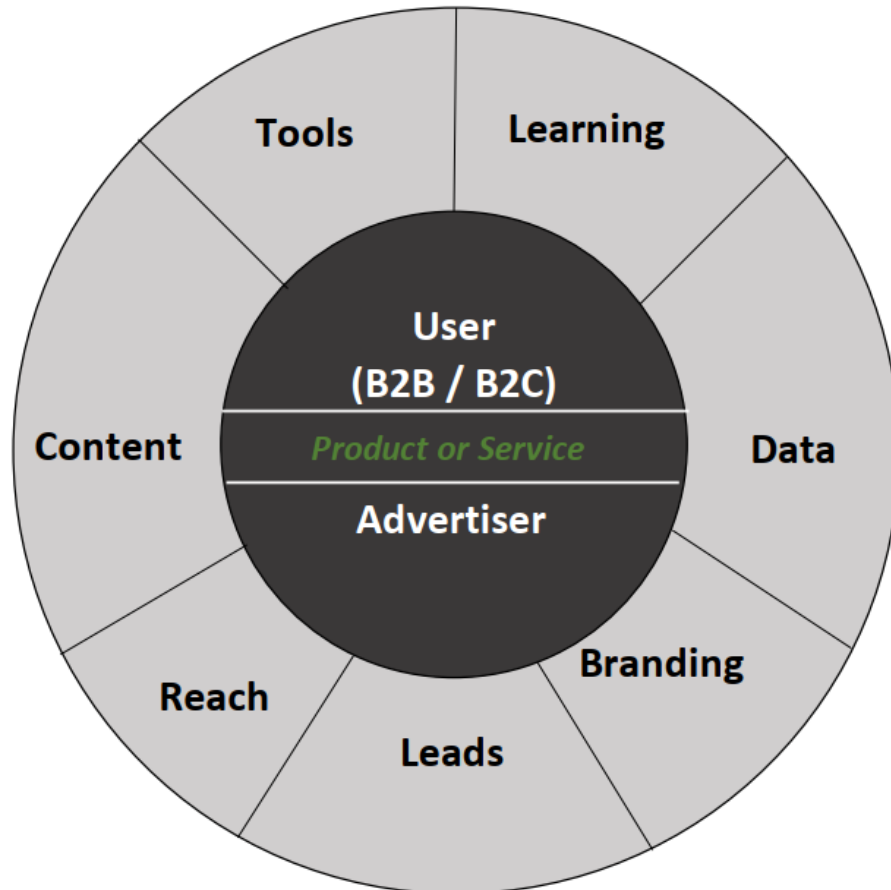 Tools
Learning
User
(B2B / B2C)
Content
Product or Service
Data
Advertiser
Branding
Reach
Leads